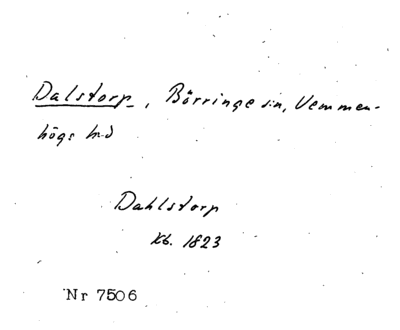 Dalstorp, Börringe sn, Vemmen-
högs hd
Dahlstorp
Kb. 1823
Nr 7506